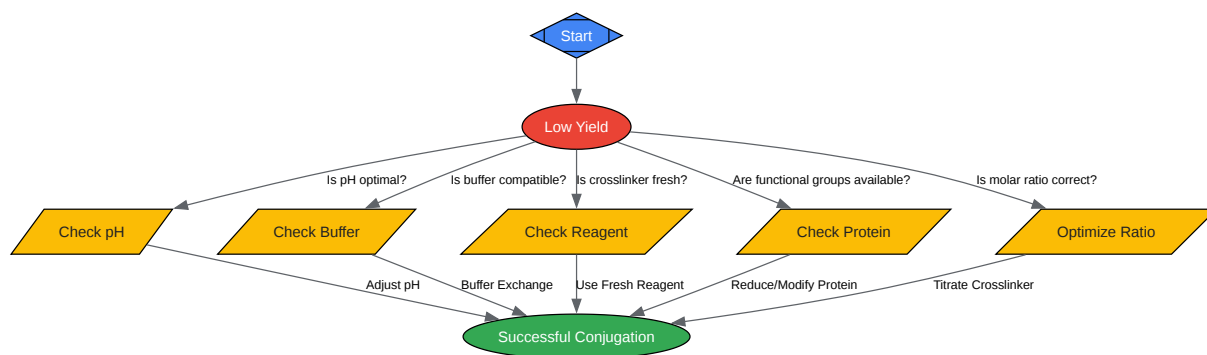 Start
Low Yield
Is pH optimal?
Is buffer compatible?
Is crosslinker fresh?
Are functional groups available?
Is molar ratio correct?
Check pH
Check Buffer
Check Reagent
Check Protein
Optimize Ratio
Adjust pH
Buffer Exchange
Use Fresh Reagent
Reduce/Modify Protein
Titrate Crosslinker
Successful Conjugation